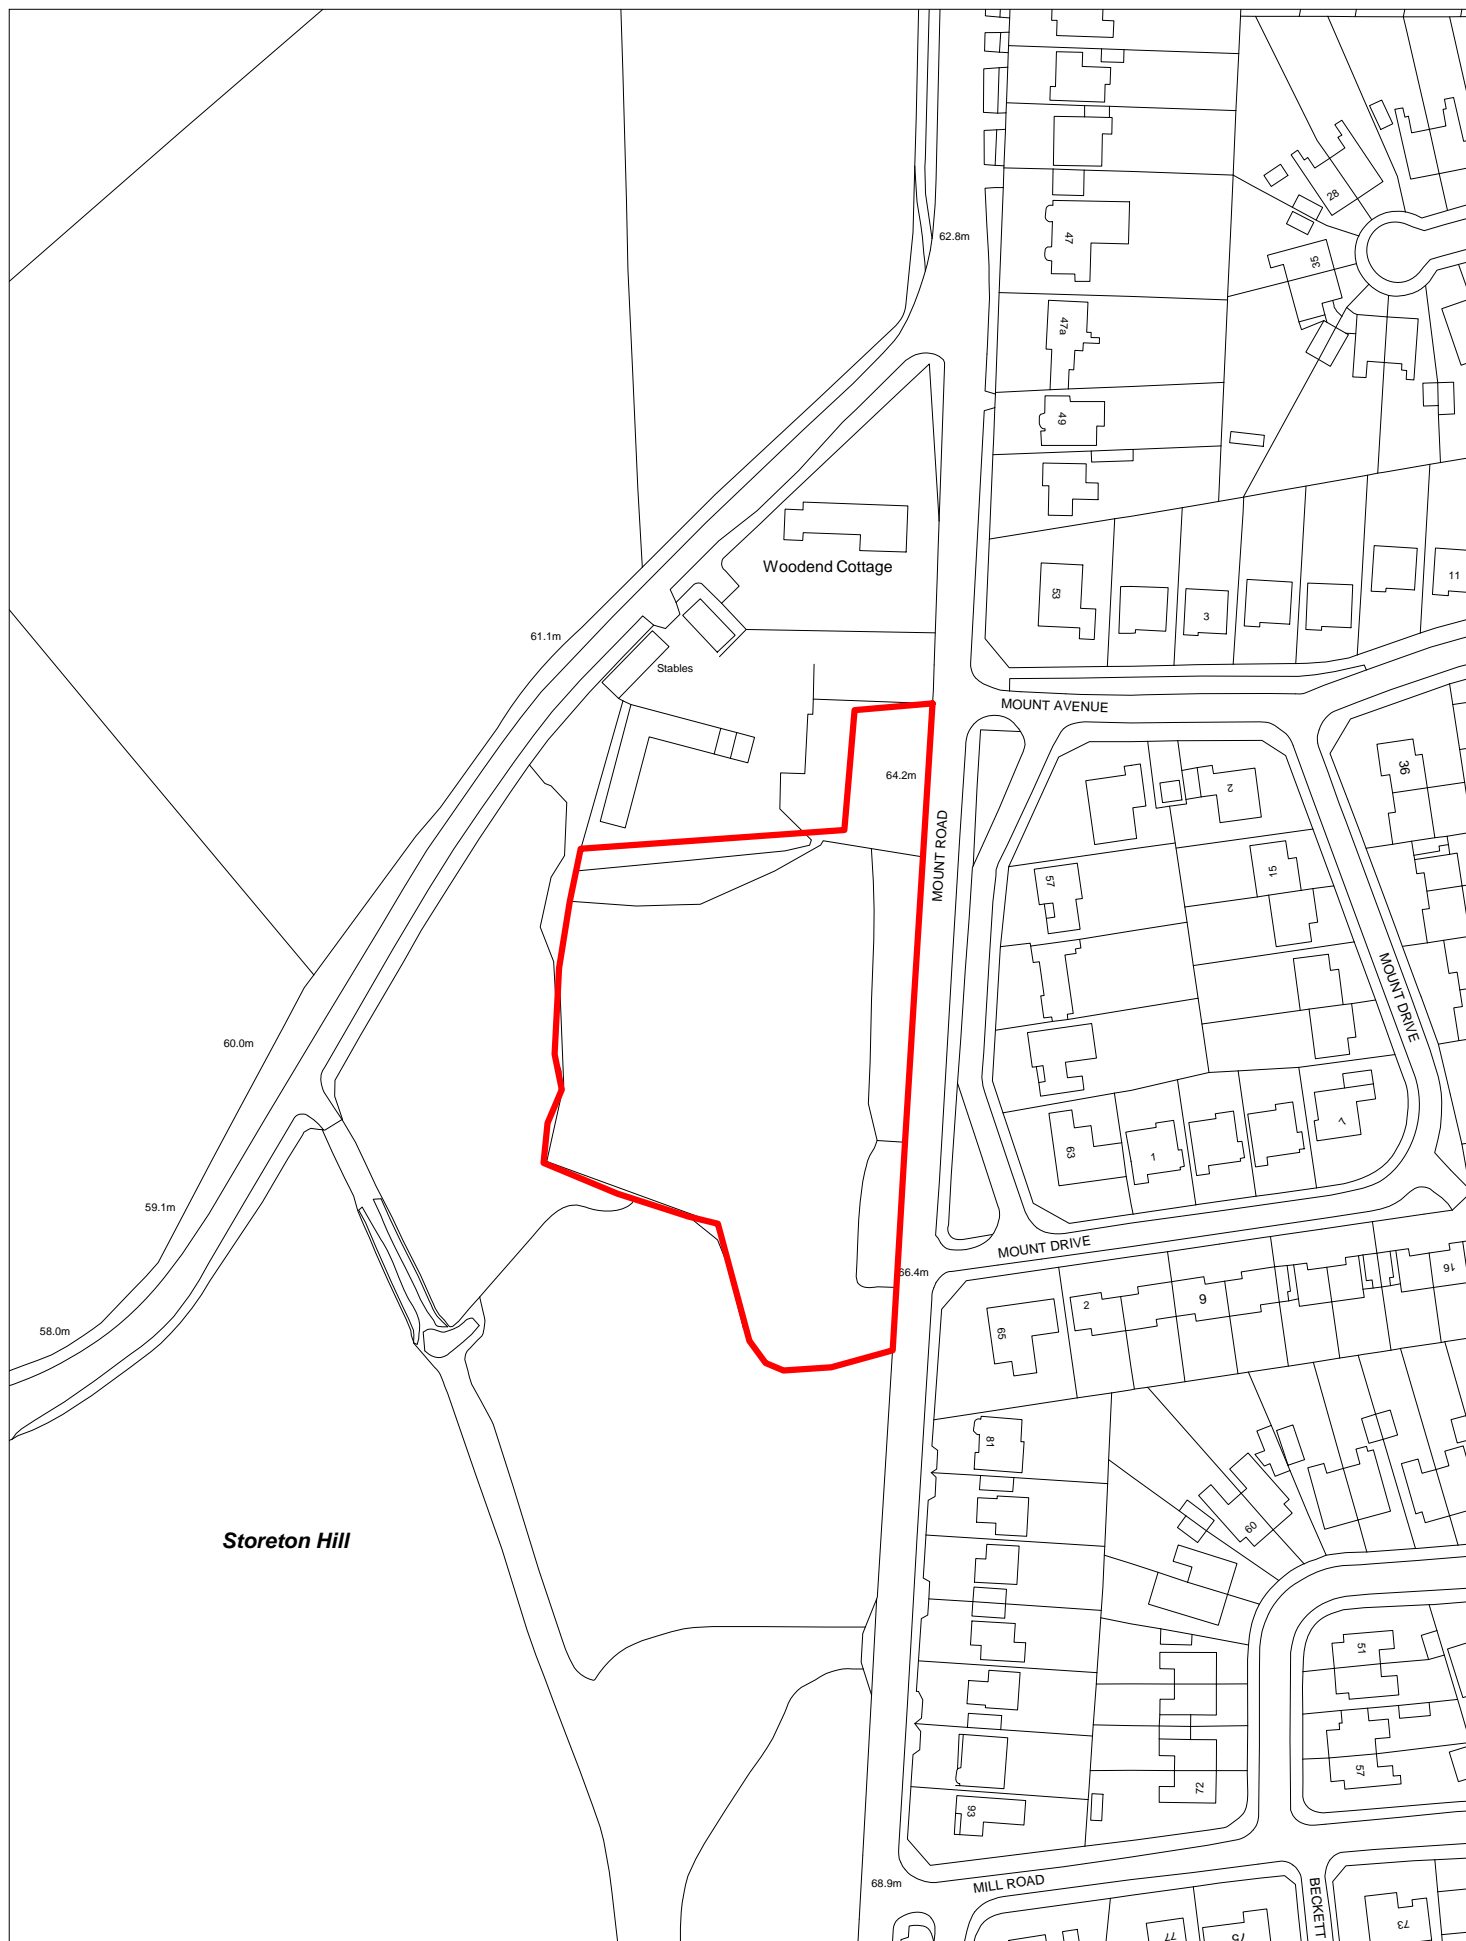 28
62.8m
47
35
47a
49
Woodend Cottage
53
3
11
61.1m
Stables
MOUNT AVENUE
64.2m
2
36
MOUNT ROAD
57
15
MOUNT DRIVE
60.0m
63
1
7
59.1m
MOUNT DRIVE
66.4m
16
58.0m
2
9
65
81
60
Storeton Hill
51
57
72
93
68.9m
MILL ROAD
BECKETT
73
77
75